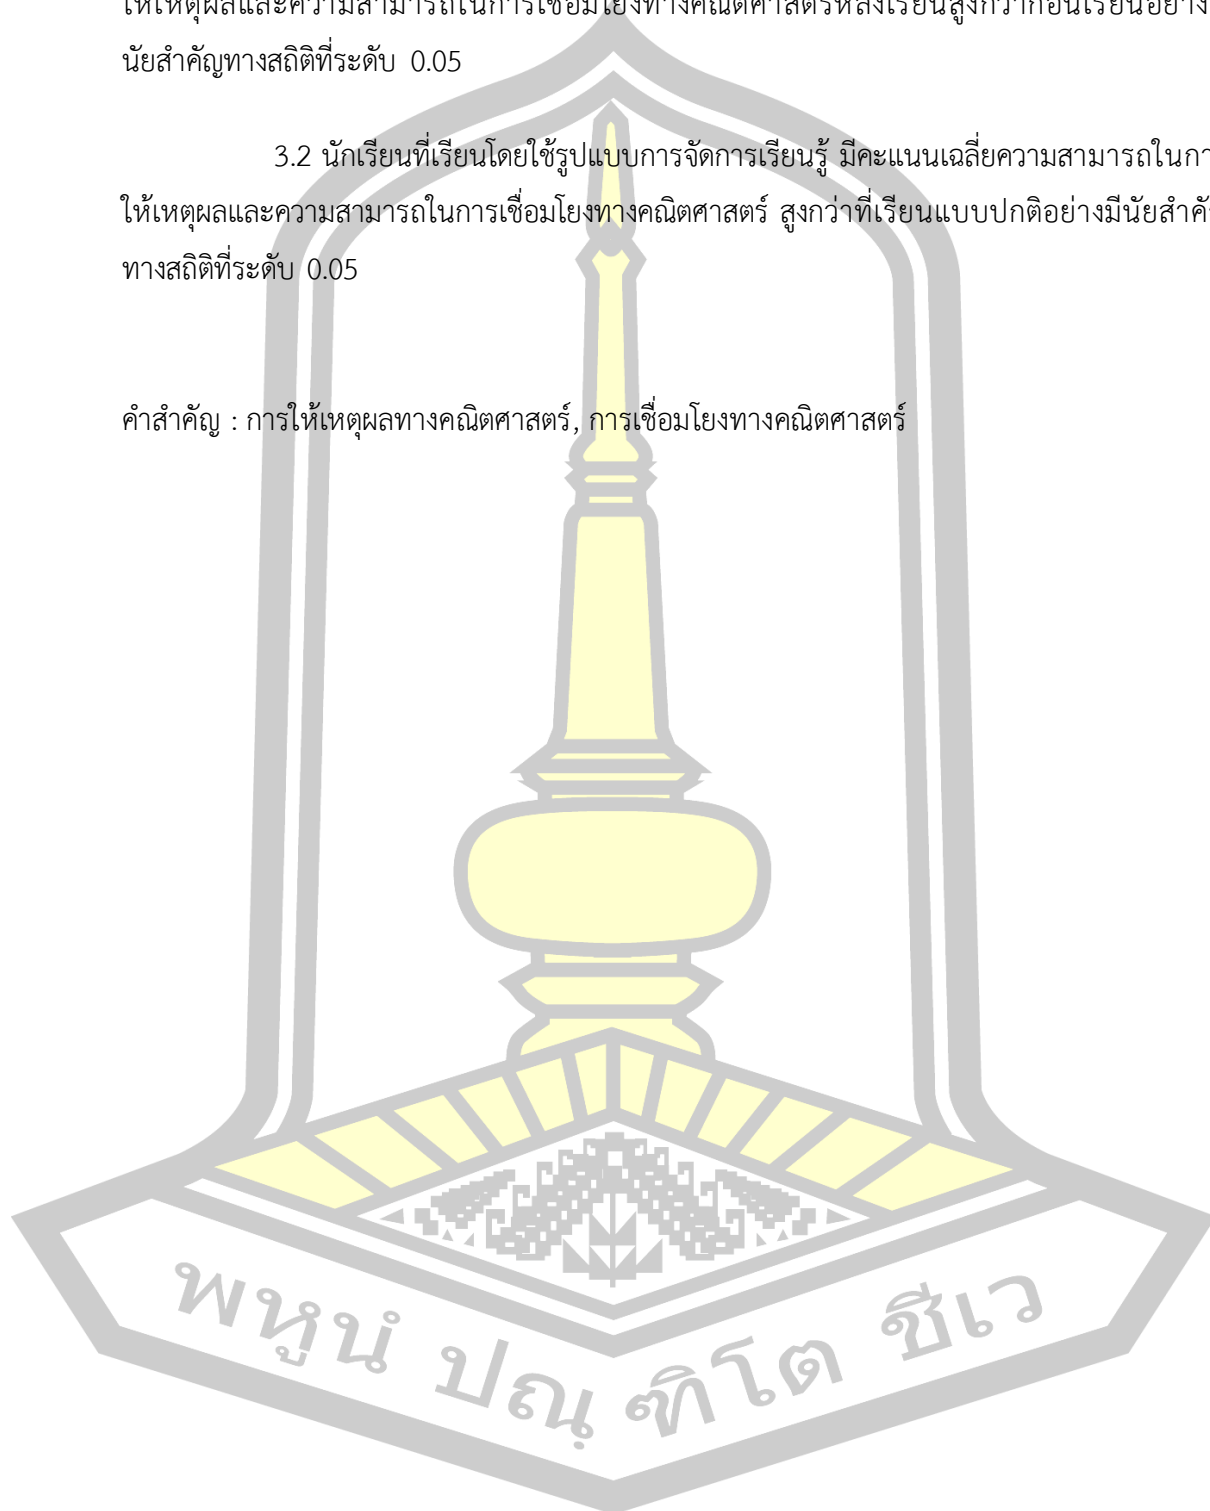 ให้เหตุผลและความสามารถในการเชื่อมโยงทางคณิตศาสตร์หลังเรียนสูงกว่าก่อนเรียนอย่าง
นัยสำคัญทางสถิติที่ระดับ 0.05
3.2 นักเรียนที่เรียนโดยใช้รูปแบบการจัดการเรียนรู้ มีคะแนนเฉลี่ยความสามารถในกา
ให้เหตุผลและความสามารถในการเชื่อมโยงทางคณิตศาสตร์ สูงกว่าที่เรียนแบบปกติอย่างมีนัยสำคั
ทางสถิติที่ระดับ 0.05
คำสำคัญ : การให้เหตุผลทางคณิตศาสตร์, การเชื่อมโยงทางคณิตศาสตร์
พหูนํ ปณฺฑิโต ชีเว